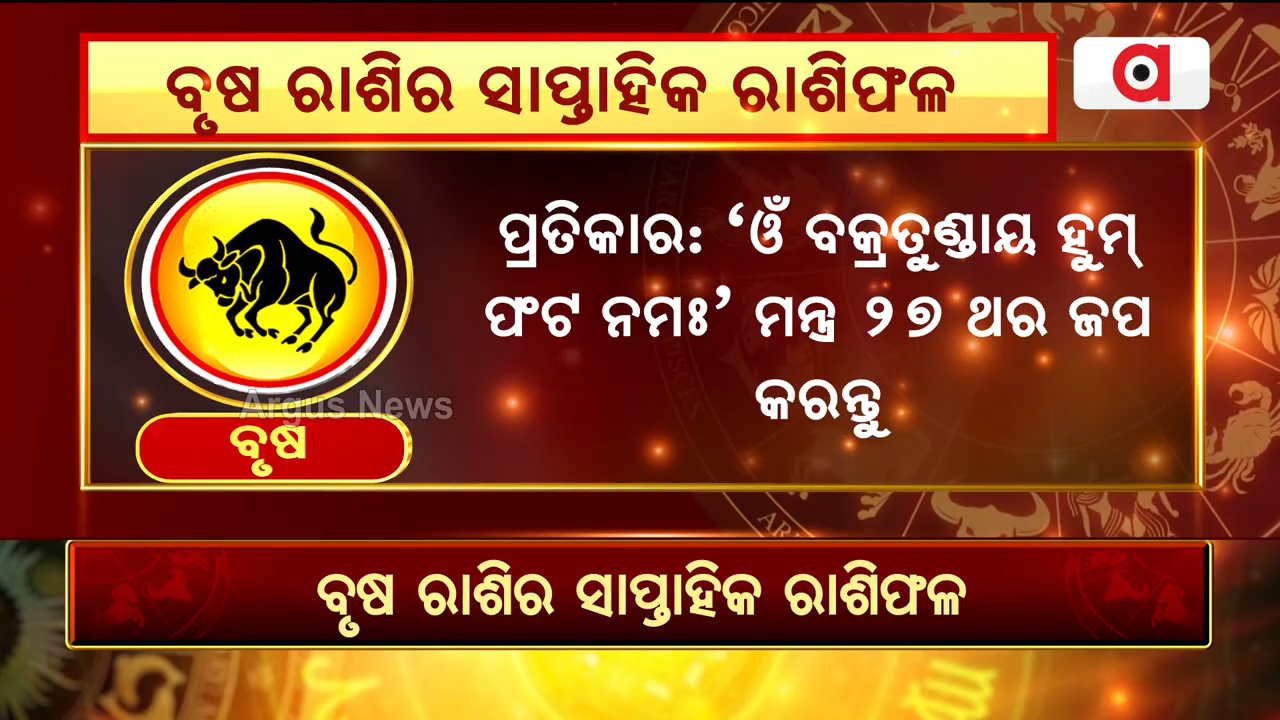 ବୃଷ ରାଶିର ସାପ୍ତାହିକ ରାଶିଫଳ
a
ପ୍ରତିକାର: ‘ଓଁ ବକ୍ରତୁଣ୍ଡାୟ ହୁମ୍
ଫଟ ନମଃ’ ମନ୍ତ୍ର ୨୭ ଥର ଜପ
କରନ୍ତୁ
Argus News
ବୃଷ
ବୃଷ ରାଶିର ସାପ୍ତାହିକ ରାଶିଫଳ